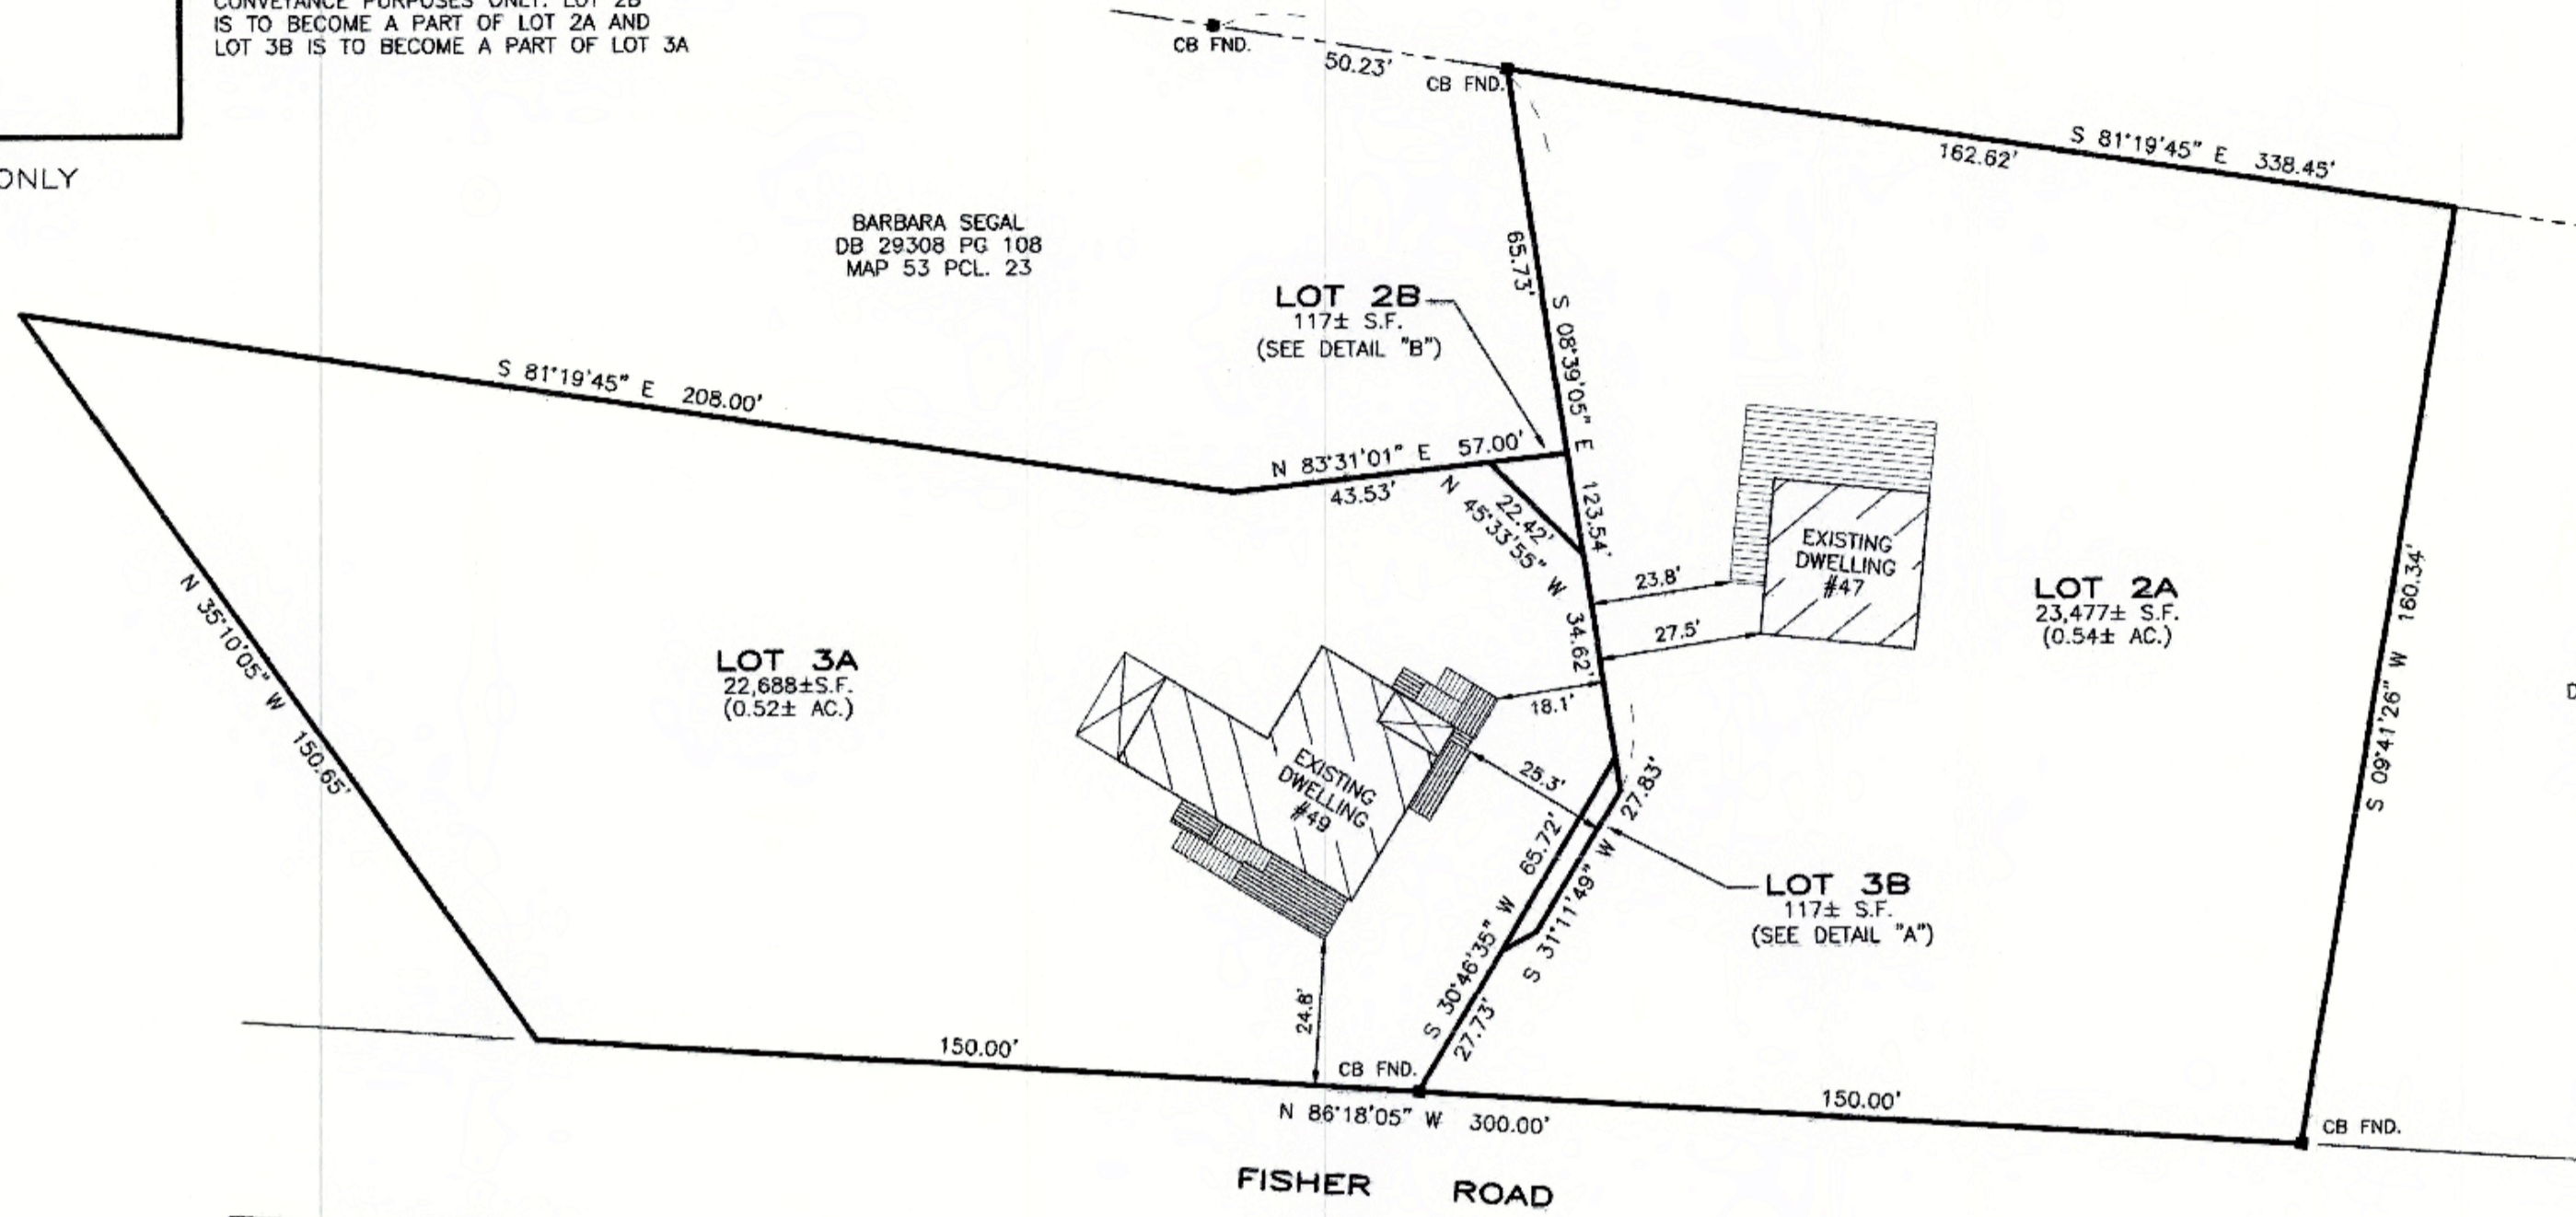 CONVEYANCE PURPOSES ONLY. LOT 2B
IS TO BECOME A PART OF LOT 2A AND
LOT 3B IS TO BECOME A PART OF LOT 3A
ONLY
CB FND.
50.23'
CB FND.
162.62'
S 81°19'45" E 338.45'
BARBARA SEGAL
DB 29308 PG 108
MAP 53 PCL. 23
65.73'
S 08°39'05" E 123.54'
LOT 2B
117± S.F.
(SEE DETAIL "B")
S 81°19'45" E 208.00'
N 83°31'01" E 57.00'
43.53'
22.42'
N 45°33'55" W
34.62'
23.8'
27.5'
18.1'
EXISTING
DWELLING
#47
LOT 2A
23,477± S.F.
(0.54± AC.)
S 09°41'26" W 160.34'
N 35°10'05" W 150.65'
LOT 3A
22,688±S.F.
(0.52± AC.)
EXISTING
DWELLING
#49
25.3'
27.83'
65.72'
S 30°46'35" W
S 31°11'49" W
27.73'
LOT 3B
117± S.F.
(SEE DETAIL "A")
24.8'
150.00'
CB FND.
N 86°18'05" W 300.00'
150.00'
CB FND.
FISHER ROAD